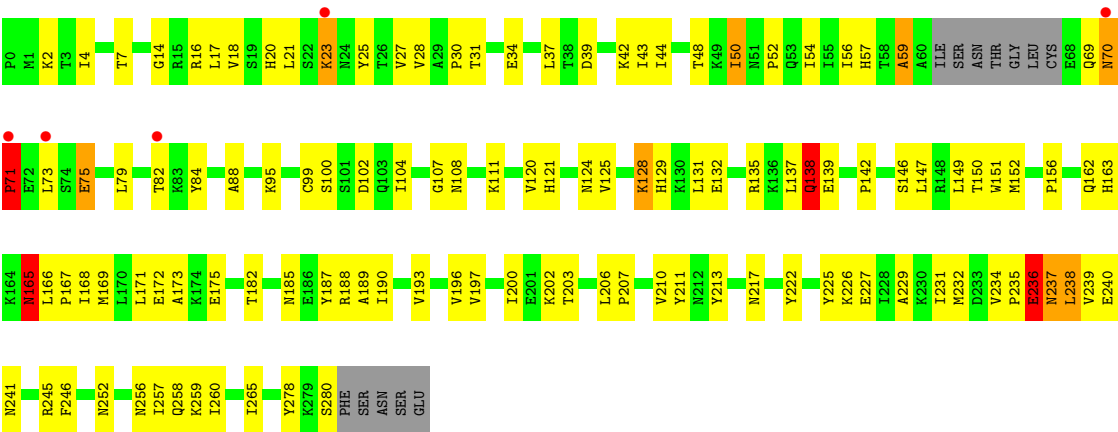 P0 M1 K2 T3 I4 T7 G14 R15 R16 L17 V18 S19 H20 L21 S22 K23 N24 Y25 T26 V27 V28 A29 P30 T31 E34 L37 T38 D39 K42 I43 I44 T48 K49 I50 N51 P52 Q53 I54 I55 I56 H57 T58 A59 A60 ILE SER ASN THR GLY LEU CYS E68 Q69 N70
P71 E72 L73 S74 E75 L79 T82 K83 Y84 A88 K95 C99 S100 S101 D102 Q103 I104 G107 N108 K111 V120 H121 N124 V125 K128 H129 K130 L131 E132 R135 K136 L137 Q138 E139 P142 S146 L147 R148 L149 T150 W151 M152 P156 Q162 H163
K164 N165 L166 P167 I168 M169 L170 L171 E172 A173 K174 E175 T182 N185 E186 Y187 R188 A189 I190 V193 V196 V197 I200 E201 K202 T203 L206 P207 V210 Y211 N212 Y213 N217 Y222 Y225 K226 E227 I228 A229 K230 I231 M232 D233 V234 P235 E236 N237 L238 V239 E240
N241 R245 F246 N252 N256 I257 Q258 K259 I260 I265 Y278 K279 S280 PHE SER ASN SER GLU